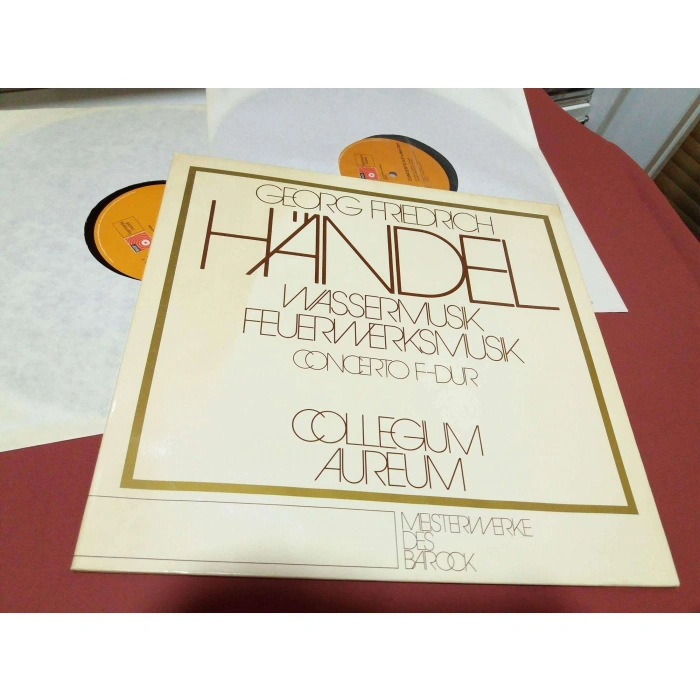 GEORG FRIEDRICH
HÄNDEL
WASSERMUSIK
FEUERWERKSMUSIK
CONCERTO F-DUR
COLLEGIUM
AUREUM
MEISTERWERKE
DES
BAROCK